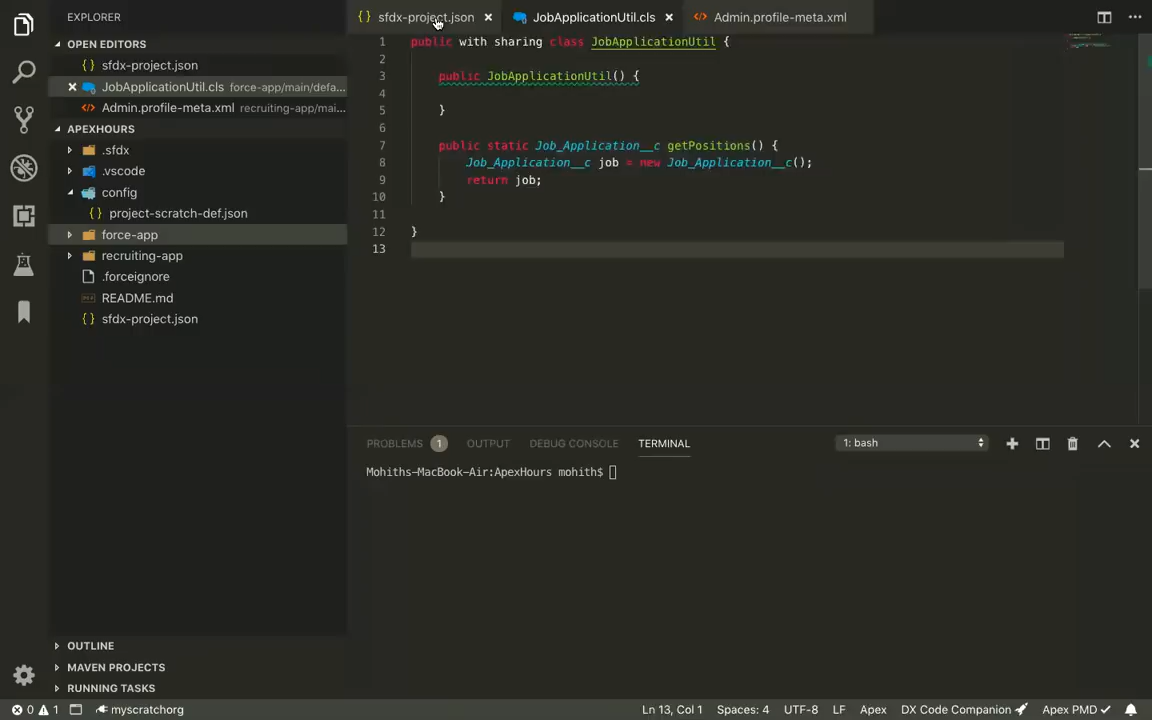 EXPLORER
OPEN EDITORS
sfdx-project.json
JobApplicationUtil.cls force-app/main/defa...
Admin.profile-meta.xml recruiting-app/mai...
APEXHOURS
.sfdx
.vscode
config
{ } project-scratch-def.json
force-app
recruiting-app
.forceignore
README.md
{ } sfdx-project.json
OUTLINE
MAVEN PROJECTS
RUNNING TASKS
{ } sfdx-project.json
JobApplicationUtil.cls
Admin.profile-meta.xml
1 public with sharing class JobApplicationUtil {
2
3 public JobApplicationUtil() {
4
5 }
6
7 public static Job_Application__c getPositions() {
8 Job_Application__c job = new Job_Application__c();
9 return job;
10 }
11
12 }
13
PROBLEMS 1 OUTPUT DEBUG CONSOLE TERMINAL 1: bash
Mohiths-MacBook-Air:ApexHours mohith$
0 1 myscratchorg Ln 13, Col 1 Spaces: 4 UTF-8 LF Apex DX Code Companion Apex PMD